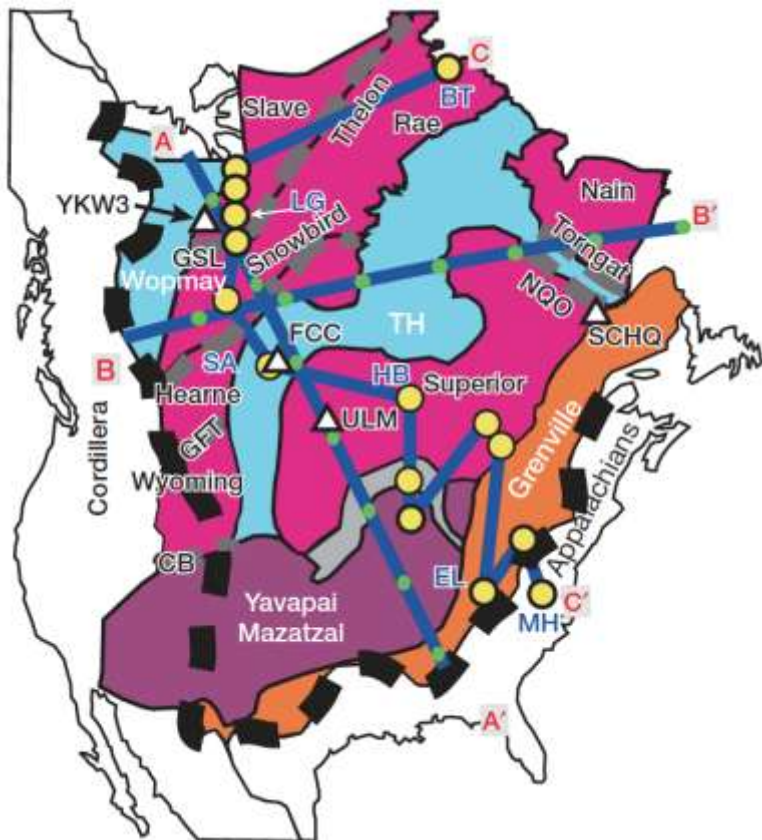 C
BT
Slave
Thelon
Rae
A
Nain
YKW3
LG
B'
GSL
Snowbird
Torngat
Wopmay
NQO
TH
FCC
SCHQ
B
SA
HB
Hearne
Superior
GFT
ULM
Cordillera
Wyoming
Grenville
Appalachians
CB
EL
Yavapai
Mazatzal
C'
MH
A'